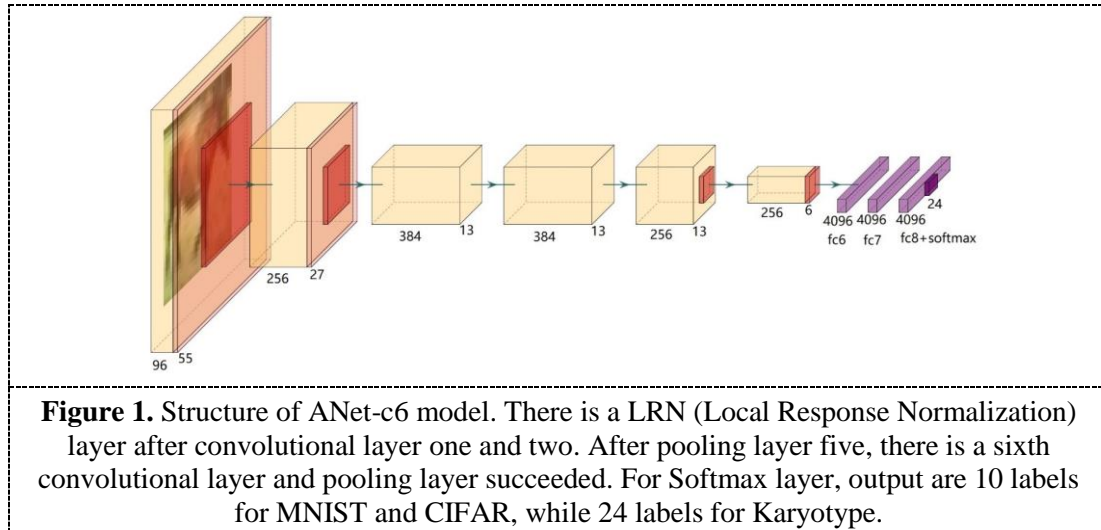 96
55
256
27
384
13
384
13
256
13
256
6
4096
fc6
4096
fc7
4096
fc8+softmax
24
Figure 1. Structure of ANet-c6 model. There is a LRN (Local Response Normalization)
layer after convolutional layer one and two. After pooling layer five, there is a sixth
convolutional layer and pooling layer succeeded. For Softmax layer, output are 10 labels
for MNIST and CIFAR, while 24 labels for Karyotype.